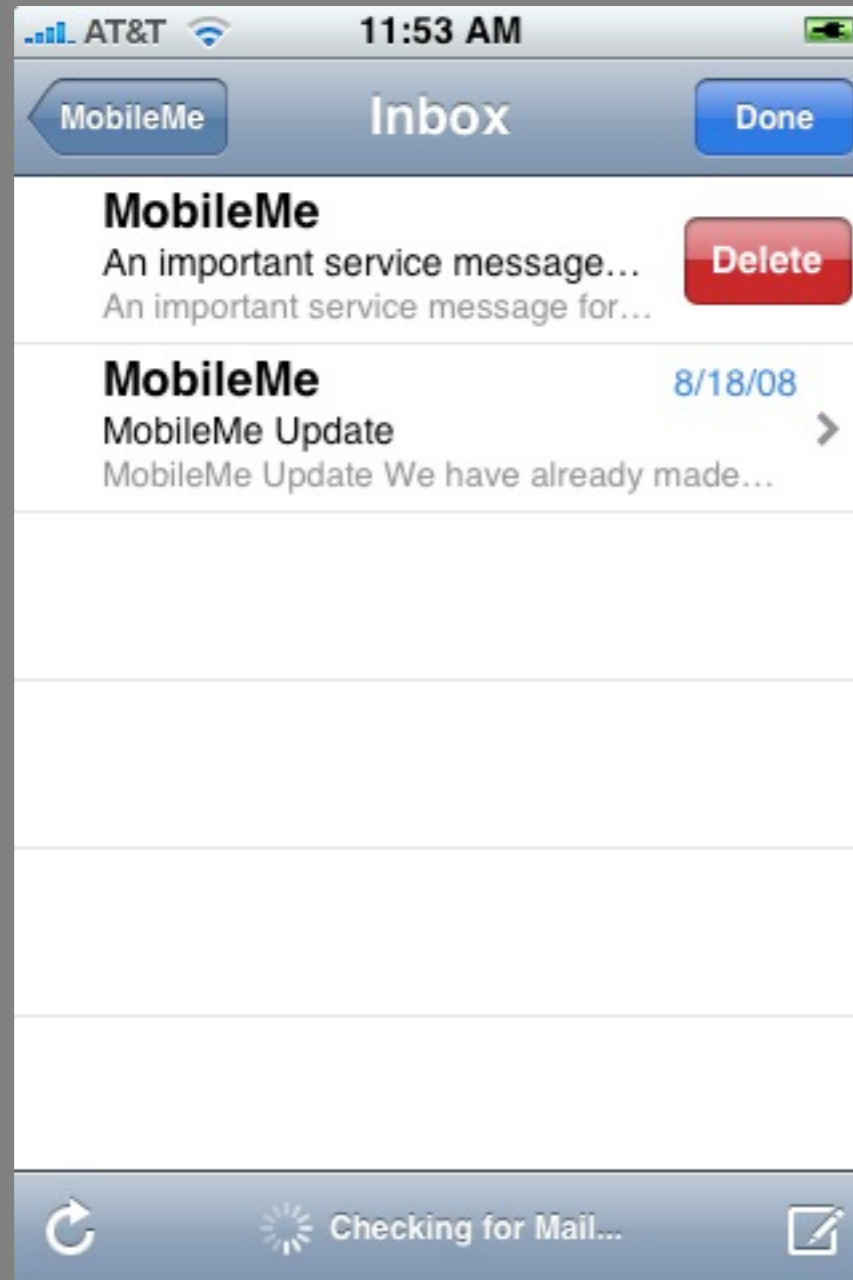 AT&T 11:53 AM
MobileMe Inbox Done
MobileMe
An important service message... Delete
An important service message for...
MobileMe 8/18/08
MobileMe Update
MobileMe Update We have already made...
Checking for Mail...